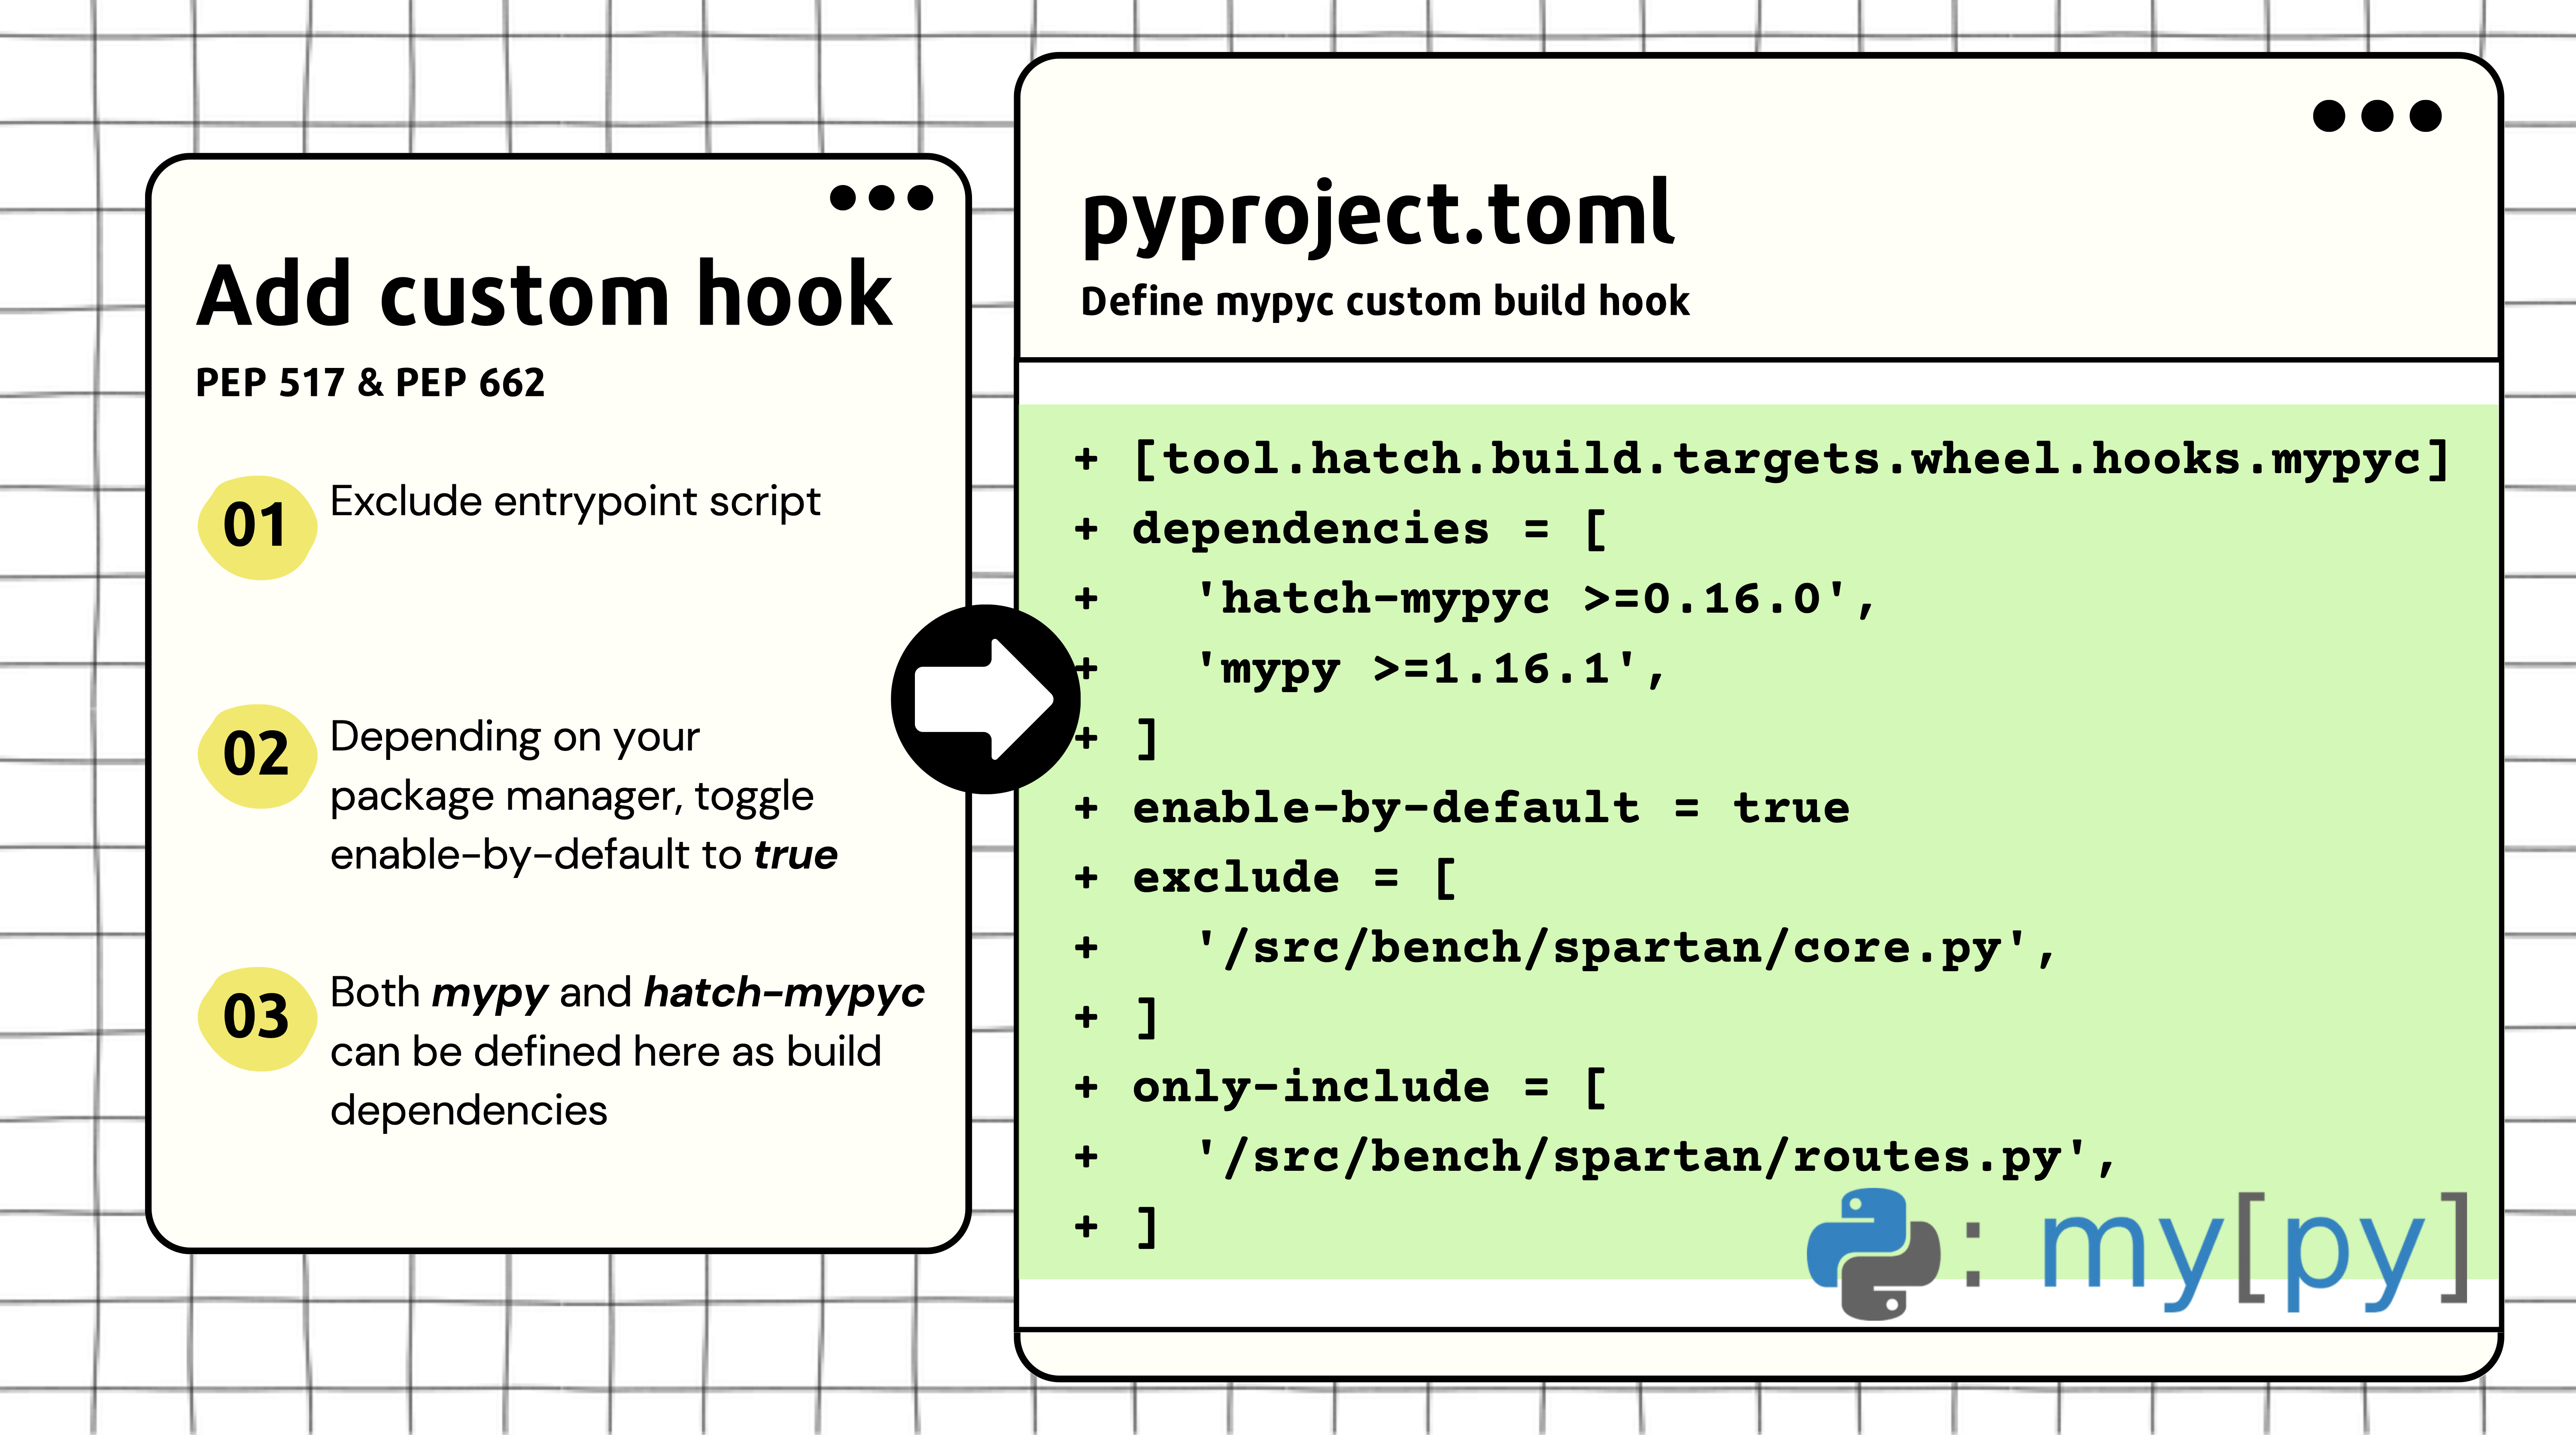 Add custom hook
PEP 517 & PEP 662
01
Exclude entrypoint script
02
Depending on your
package manager, toggle
enable-by-default to true
03
Both mypy and hatch-mypyc
can be defined here as build
dependencies
pyproject.toml
Define mypyc custom build hook
+ [tool.hatch.build.targets.wheel.hooks.mypyc]
+ dependencies = [
+   'hatch-mypyc >=0.16.0',
+   'mypy >=1.16.1',
+ ]
+ enable-by-default = true
+ exclude = [
+   '/src/bench/spartan/core.py',
+ ]
+ only-include = [
+   '/src/bench/spartan/routes.py',
+ ]
: my[py]